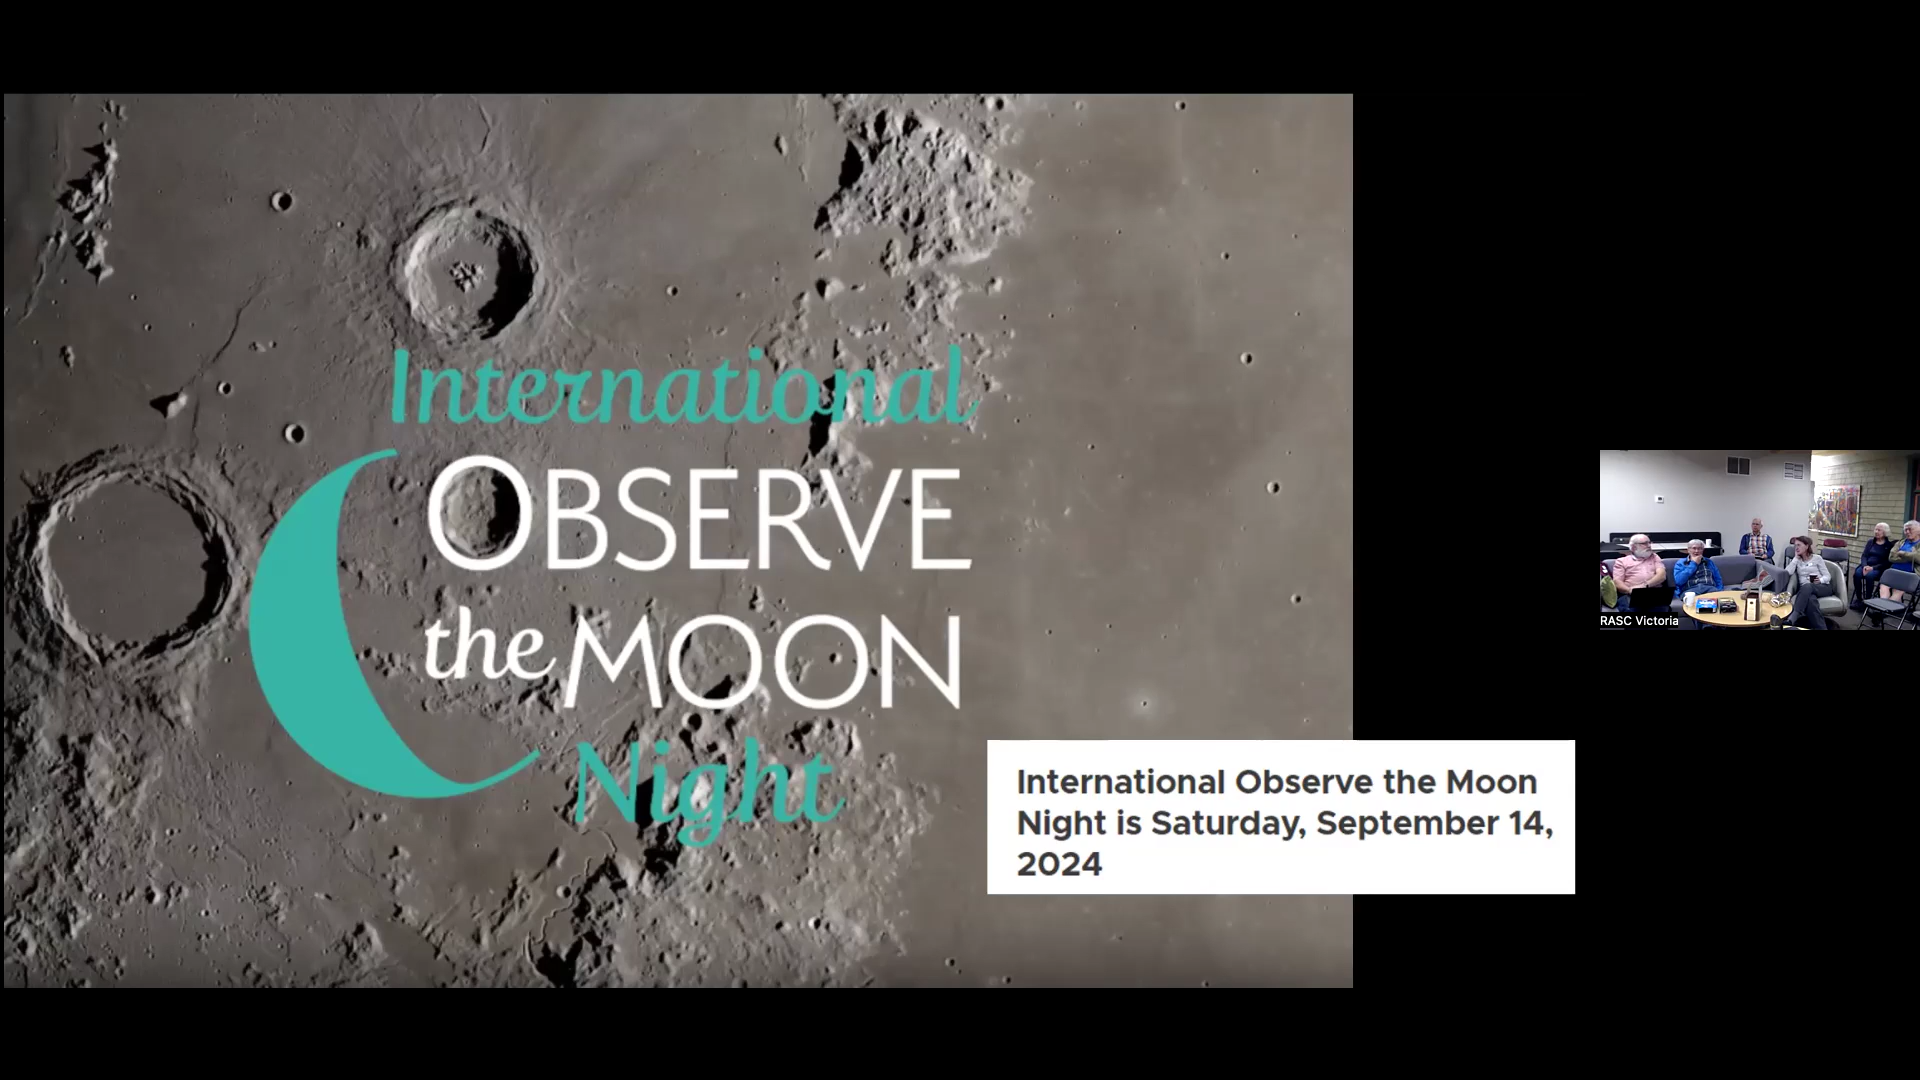 International
OBSERVE
the MOON
Night
International Observe the Moon
Night is Saturday, September 14,
2024
RASC Victoria